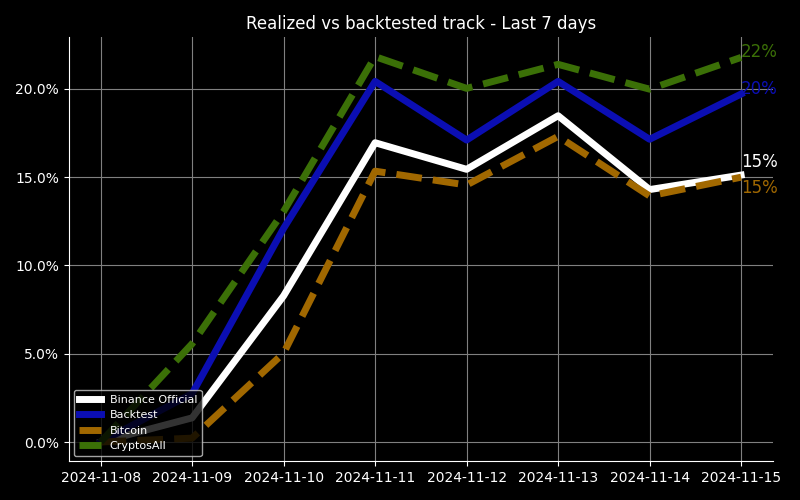 Realized vs backtested track - Last 7 days
22%
20%
20.0%
15%
15.0%
15%
10.0%
5.0%
Binance Official
Backtest
Bitcoin
CryptosAll
0.0%
2024-11-08 2024-11-09 2024-11-10 2024-11-11 2024-11-12 2024-11-13 2024-11-14 2024-11-15